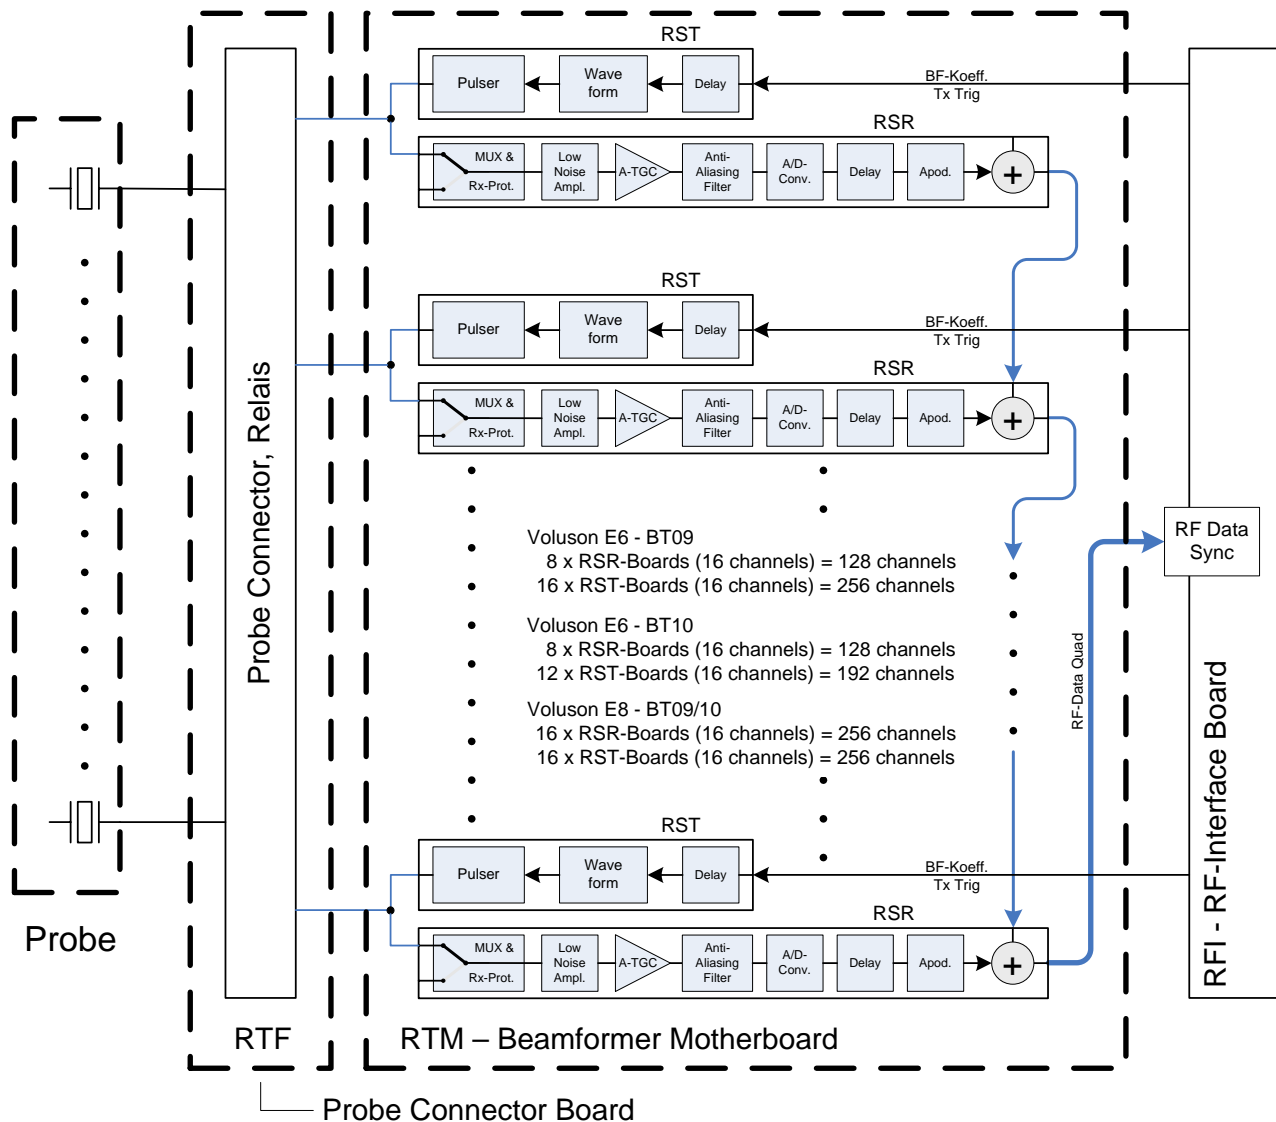 RST
Pulser
Wave
form
Delay
BF-Koeff.
Tx Trig
RSR
MUX &
Rx-Prot.
Low
Noise
Ampl.
A-TGC
Anti-
Aliasing
Filter
A/D-
Conv.
Delay
Apod.
+
RST
Pulser
Wave
form
Delay
BF-Koeff.
Tx Trig
RSR
MUX &
Rx-Prot.
Low
Noise
Ampl.
A-TGC
Anti-
Aliasing
Filter
A/D-
Conv.
Delay
Apod.
+
Probe Connector, Relais
Voluson E6 - BT09
8 x RSR-Boards (16 channels) = 128 channels
16 x RST-Boards (16 channels) = 256 channels
Voluson E6 - BT10
8 x RSR-Boards (16 channels) = 128 channels
12 x RST-Boards (16 channels) = 192 channels
Voluson E8 - BT09/10
16 x RSR-Boards (16 channels) = 256 channels
16 x RST-Boards (16 channels) = 256 channels
RF Data
Sync
RF-Data Quad
RFI - RF-Interface Board
RST
Pulser
Wave
form
Delay
BF-Koeff.
Tx Trig
RSR
MUX &
Rx-Prot.
Low
Noise
Ampl.
A-TGC
Anti-
Aliasing
Filter
A/D-
Conv.
Delay
Apod.
+
Probe
RTF
RTM – Beamformer Motherboard
Probe Connector Board